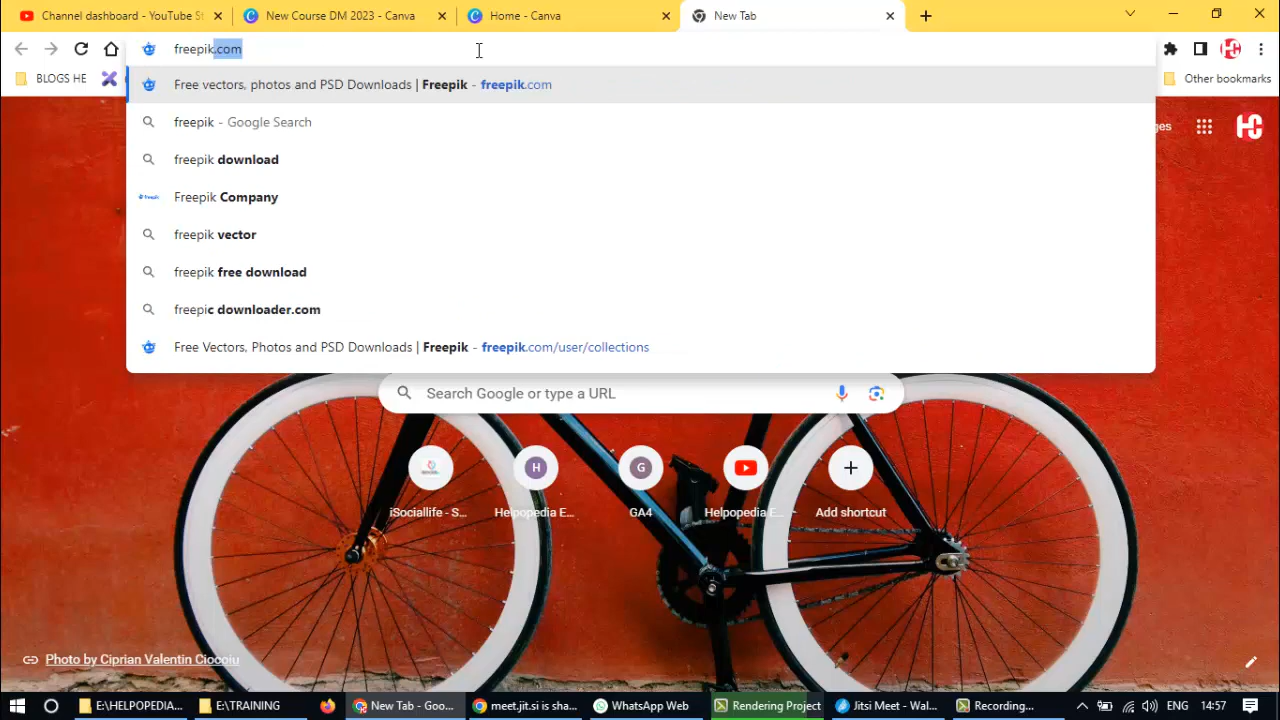 Channel dashboard - YouTube St
New Course DM 2023 - Canva
Home - Canva
New Tab
freepik.com
BLOGS HE
Other bookmarks
Free vectors, photos and PSD Downloads | Freepik - freepik.com
freepik - Google Search
freepik download
Freepik Company
freepik vector
freepik free download
freepic downloader.com
Free Vectors, Photos and PSD Downloads | Freepik - freepik.com/user/collections
ges
HC
Search Google or type a URL
H
G
iSociallife - S...
Helpopedia E...
GA4
Helpopedia E...
Add shortcut
Photo by Ciprian Valentin Ciocoiu
E:\HELPOPEDIA...
E:\TRAINING
New Tab - Goo...
meet.jit.si is sha...
WhatsApp Web
Rendering Project
Jitsi Meet - Wal...
Recording...
ENG
14:57